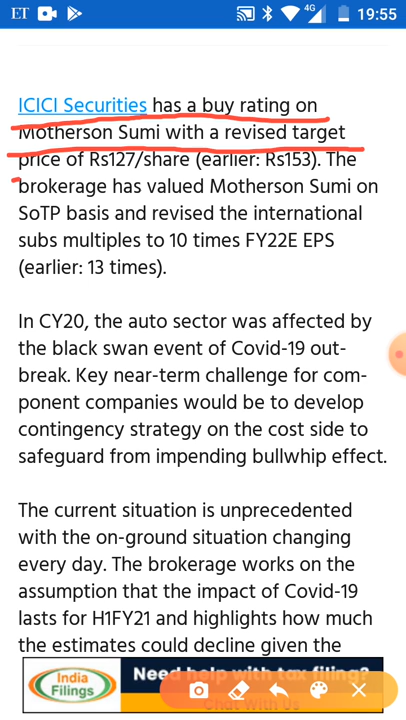 ET
4G
19:55
ICICI Securities has a buy rating on
Motherson Sumi with a revised target
price of Rs127/share (earlier: Rs153). The
brokerage has valued Motherson Sumi on
SoTP basis and revised the international
subs multiples to 10 times FY22E EPS
(earlier: 13 times).
In CY20, the auto sector was affected by
the black swan event of Covid-19 out-
break. Key near-term challenge for com-
ponent companies would be to develop
contingency strategy on the cost side to
safeguard from impending bullwhip effect.
The current situation is unprecedented
with the on-ground situation changing
every day. The brokerage works on the
assumption that the impact of Covid-19
lasts for H1FY21 and highlights how much
the estimates could decline given the
India
Filings
Need help with tax filing?
Chat With Us